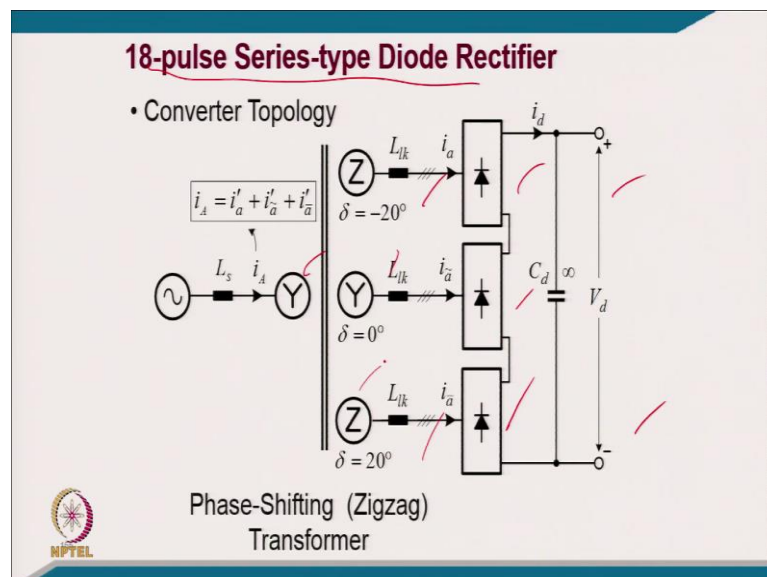 18-pulse Series-type Diode Rectifier
• Converter Topology
i_d
+
L_lk
i_a
Z
δ = −20°
i_A = i′_a + i′_ã + i′_ā
L_s
i_A
Y
L_lk
i_ã
Y
δ = 0°
C_d
∞
V_d
L_lk
i_ā
Z
δ = 20°
−
Phase-Shifting (Zigzag)
Transformer
NPTEL